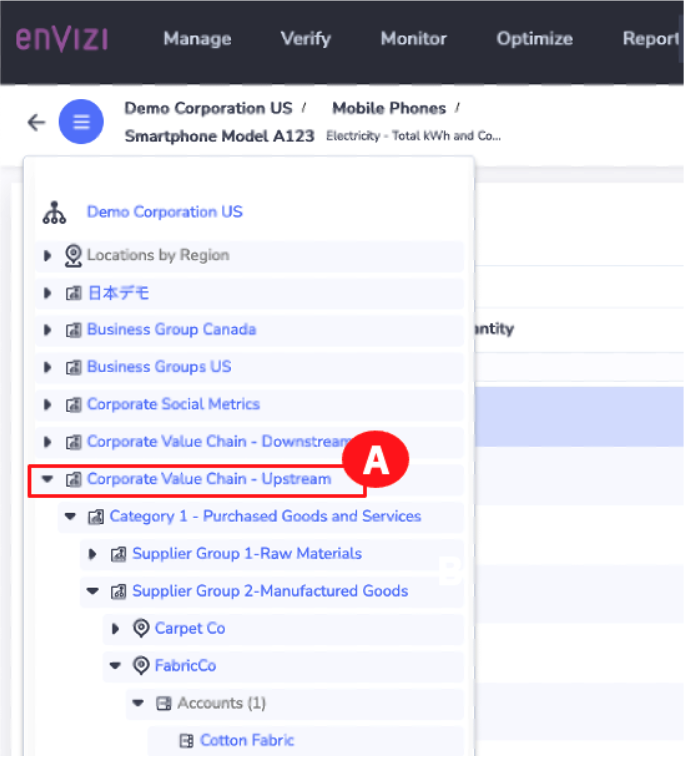 enVIZI Manage Verify Monitor Optimize Report
Demo Corporation US / Mobile Phones /
Smartphone Model A123 Electricity - Total kWh and Co...
Demo Corporation US
Locations by Region
日本デモ
Business Group Canada
antity
Business Groups US
Corporate Social Metrics
Corporate Value Chain - Downstream
A
Corporate Value Chain - Upstream
Category 1 - Purchased Goods and Services
Supplier Group 1-Raw Materials
B
Supplier Group 2-Manufactured Goods
Carpet Co
FabricCo
Accounts (1)
Cotton Fabric